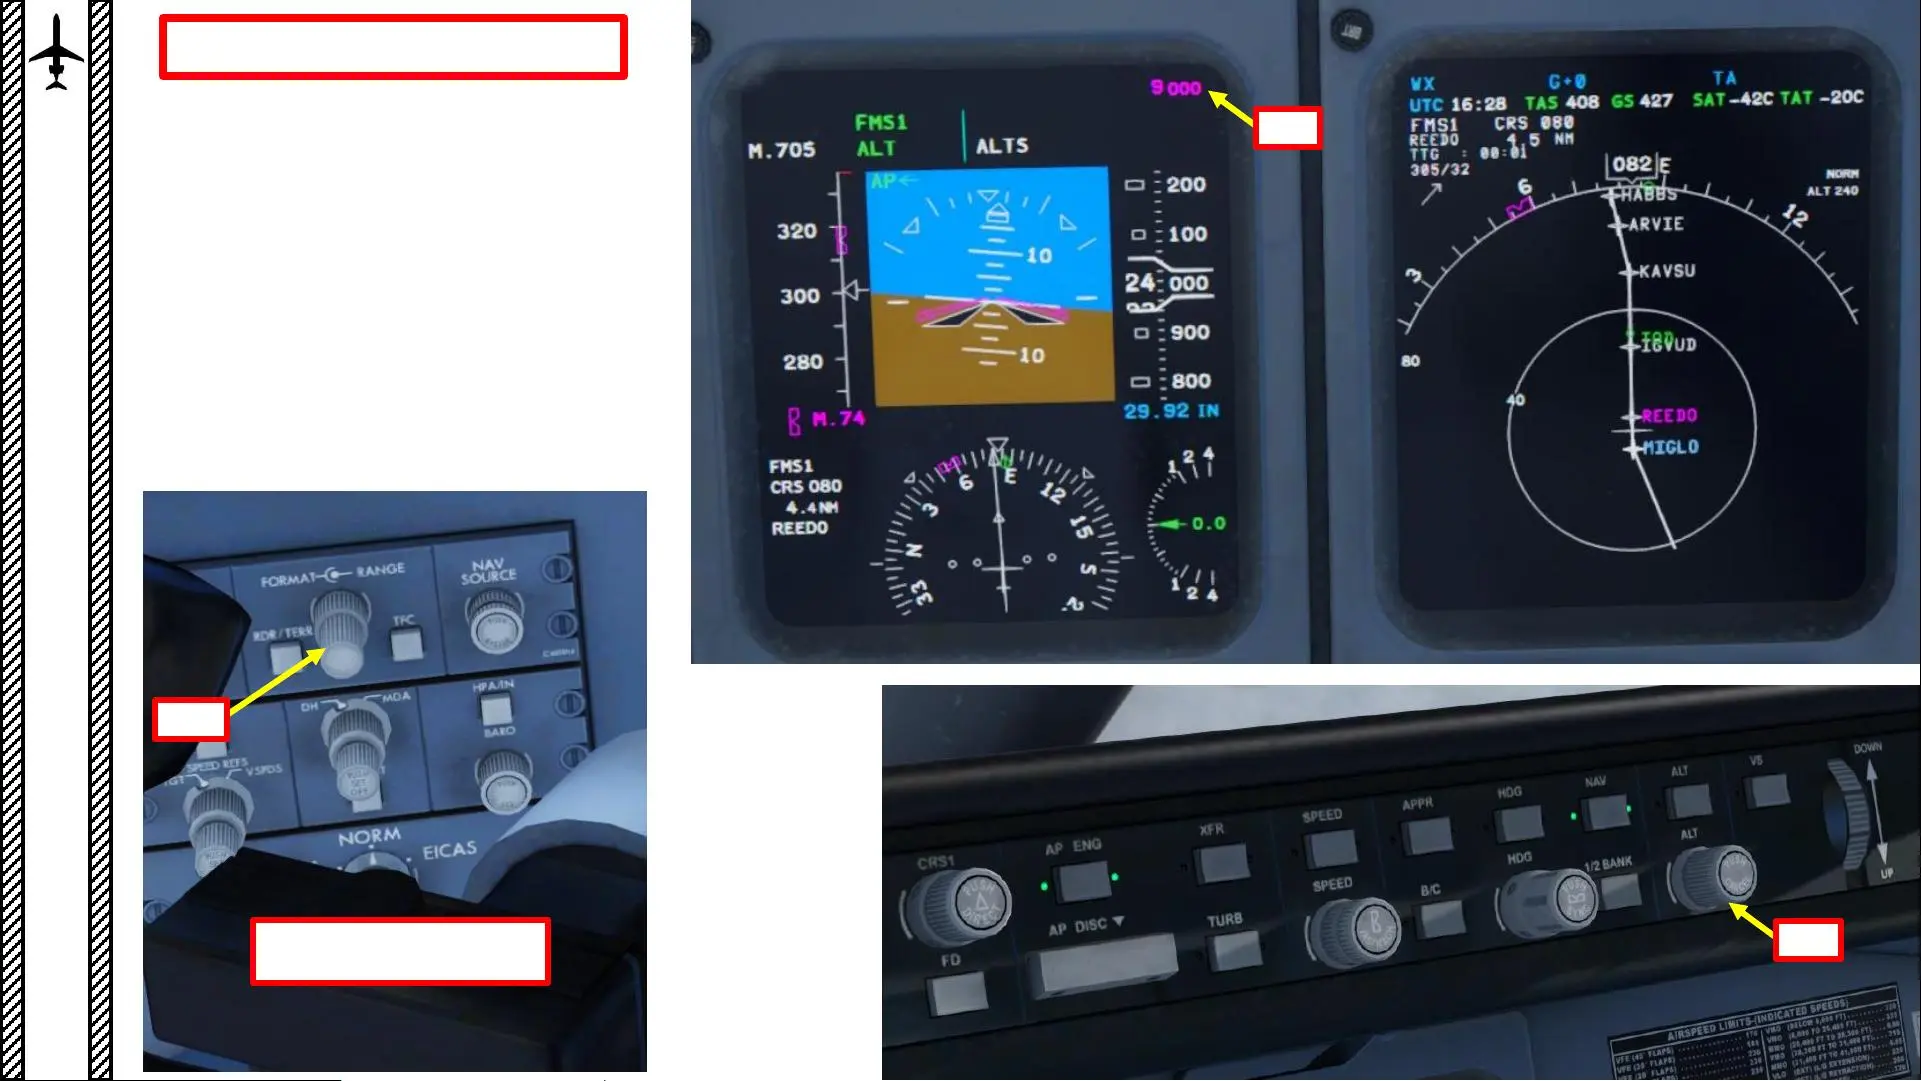 9000
FMS1
M.705
ALT
ALTS
AP←
200
320
10
100
300
24 000
900
280
10
800
29.92 IN
M.74
FMS1
CRS 080
4.4NM
REEDO
3
6
E
12
15
S
N
33
1 2 4
0.0
1 2 4
WX
G+0
TA
UTC 16:28 TAS 408 GS 427 SAT -42C TAT -20C
FMS1 CRS 080
REEDO 4.5 NM
TTG : 00:01
305/32
082
E
NORM
ALT 240
3
6
12
HABBS
ARVIE
KAVSU
TOD
IGVUD
80
40
REEDO
MIGLO
FORMAT
RANGE
NAV
SOURCE
RDR/TERR
TFC
DH
MDA
HPA/IN
BARO
SPEED REFS
TGT
VSPDS
PUSH
SET
OFF
NORM
EICAS
CRS1
PUSH
DIRECT
AP ENG
XFR
SPEED
APPR
HDG
NAV
ALT
VS
DOWN
UP
FD
AP DISC ▼
TURB
SPEED
B/C
HDG
1/2 BANK
ALT
AIRSPEED LIMITS-(INDICATED SPEEDS)